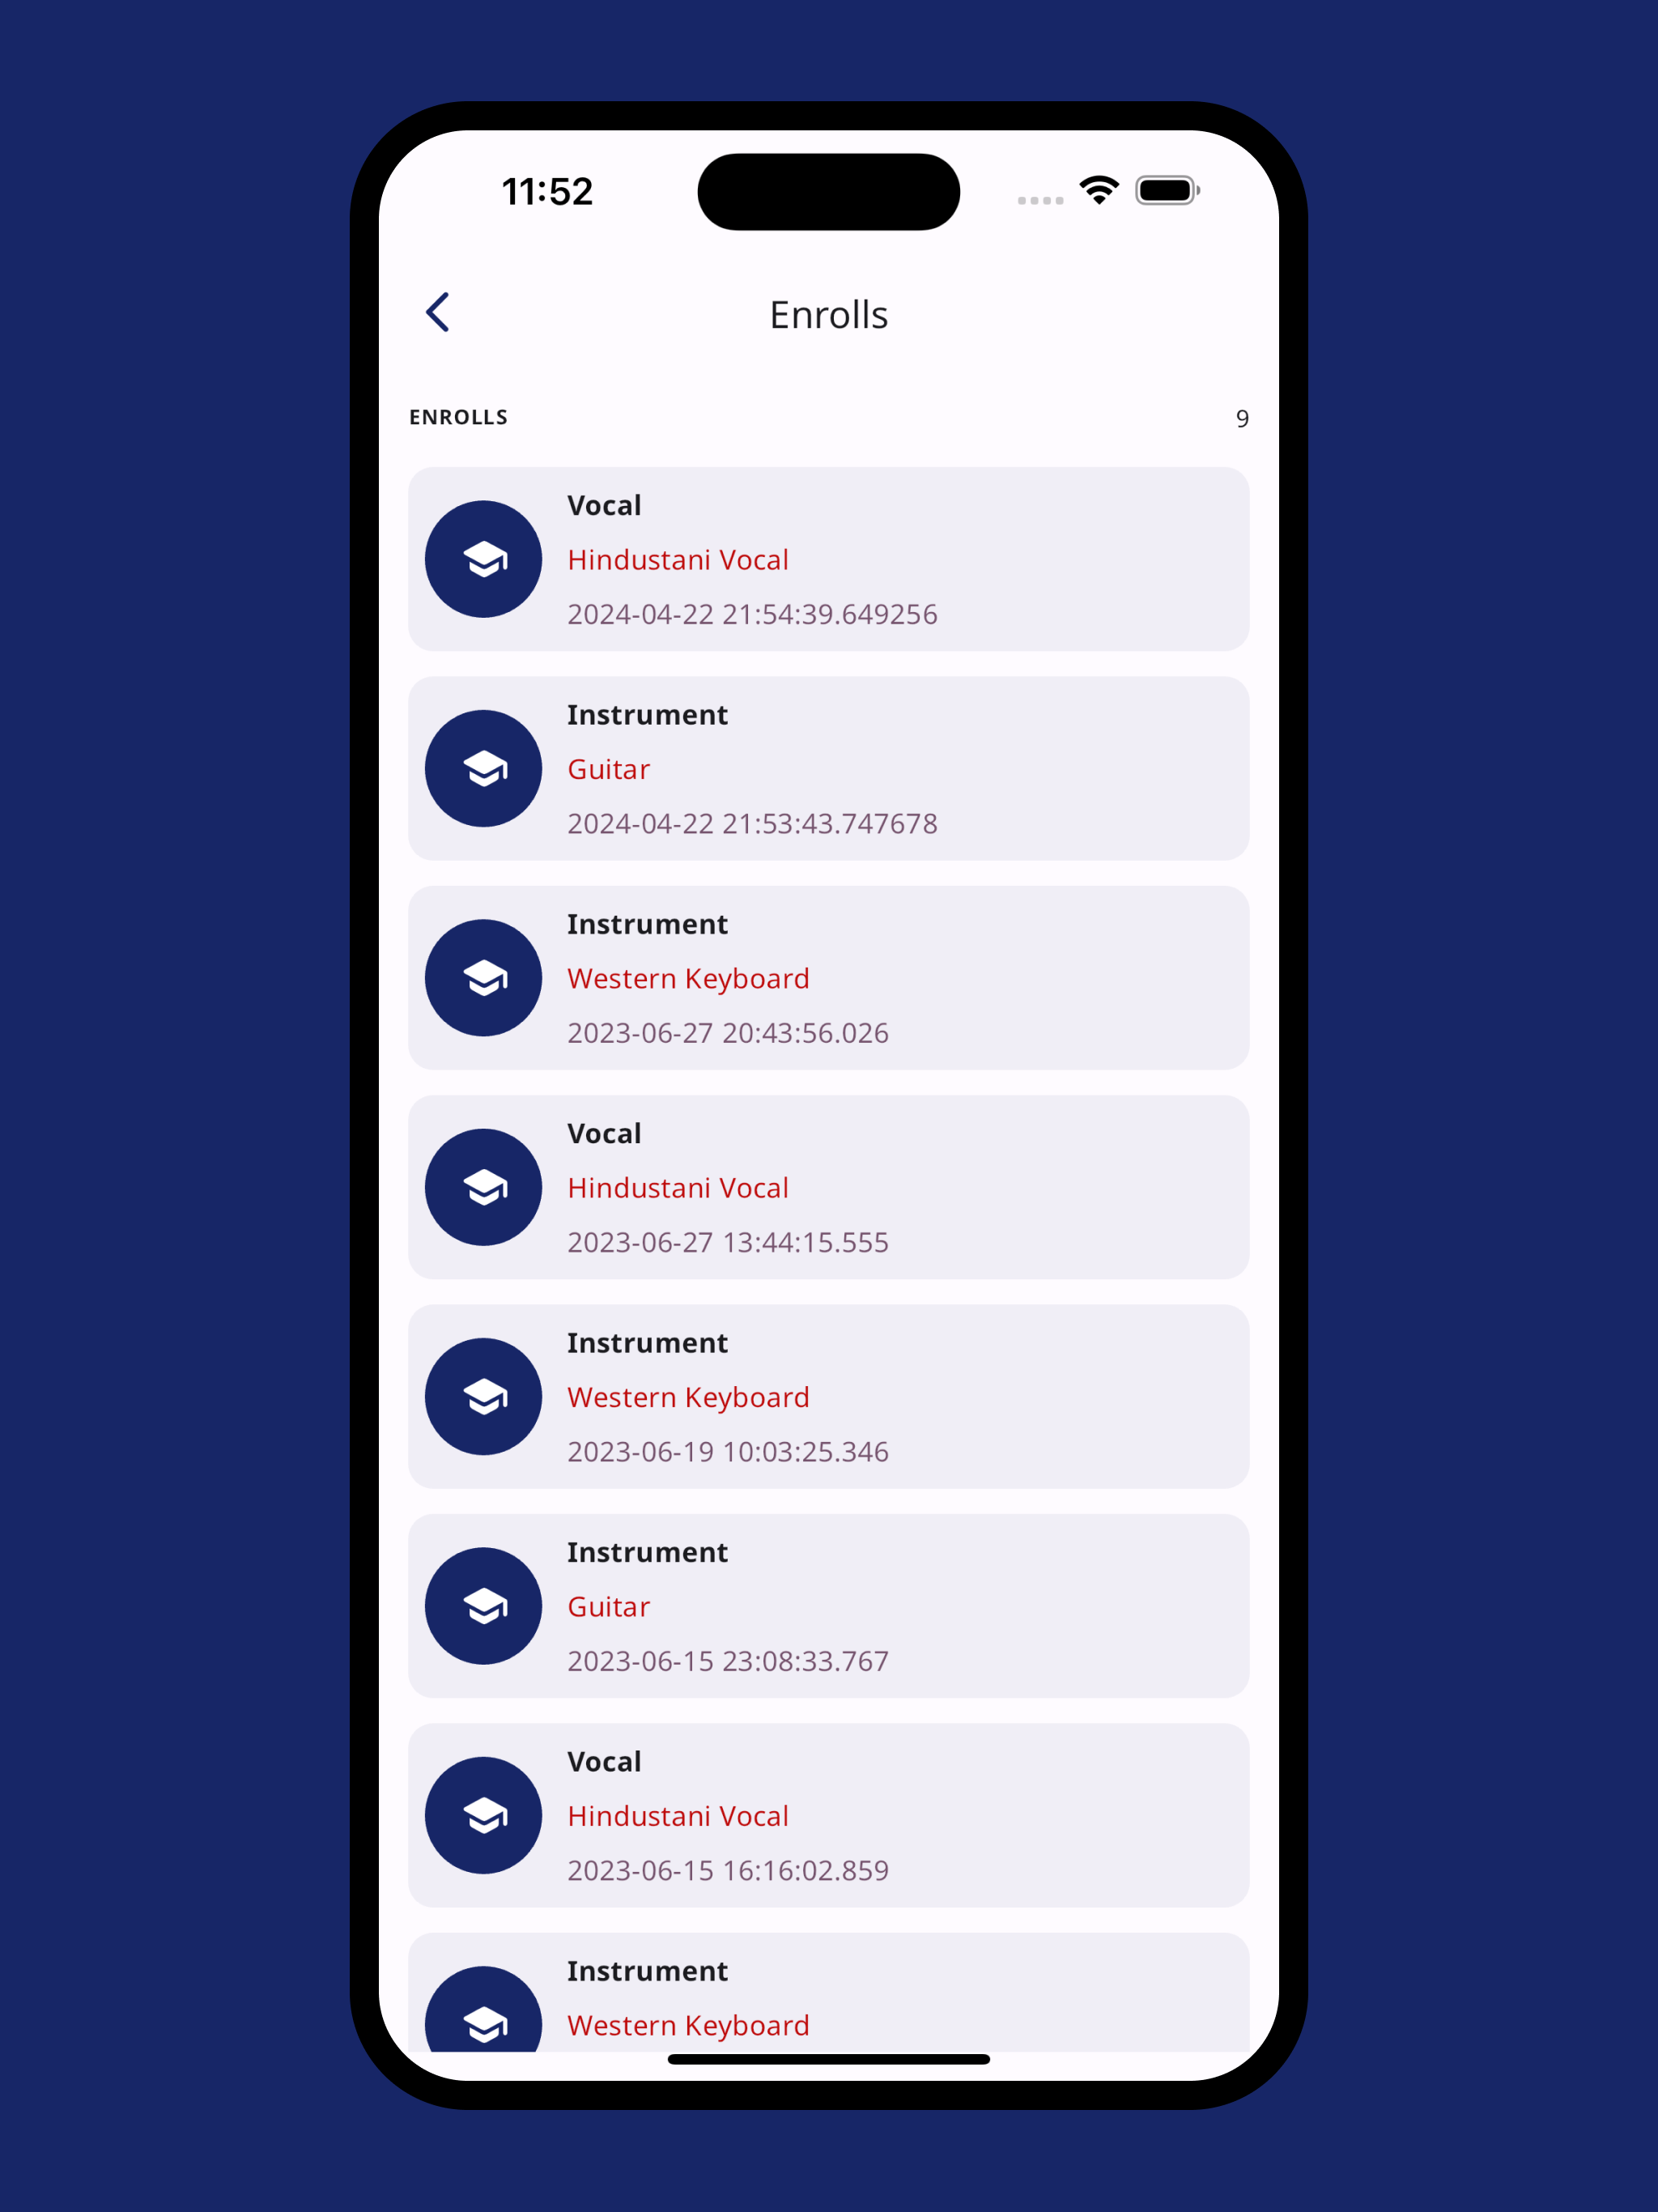 11:52
Enrolls
ENROLLS 9
Vocal
Hindustani Vocal
2024-04-22 21:54:39.649256
Instrument
Guitar
2024-04-22 21:53:43.747678
Instrument
Western Keyboard
2023-06-27 20:43:56.026
Vocal
Hindustani Vocal
2023-06-27 13:44:15.555
Instrument
Western Keyboard
2023-06-19 10:03:25.346
Instrument
Guitar
2023-06-15 23:08:33.767
Vocal
Hindustani Vocal
2023-06-15 16:16:02.859
Instrument
Western Keyboard